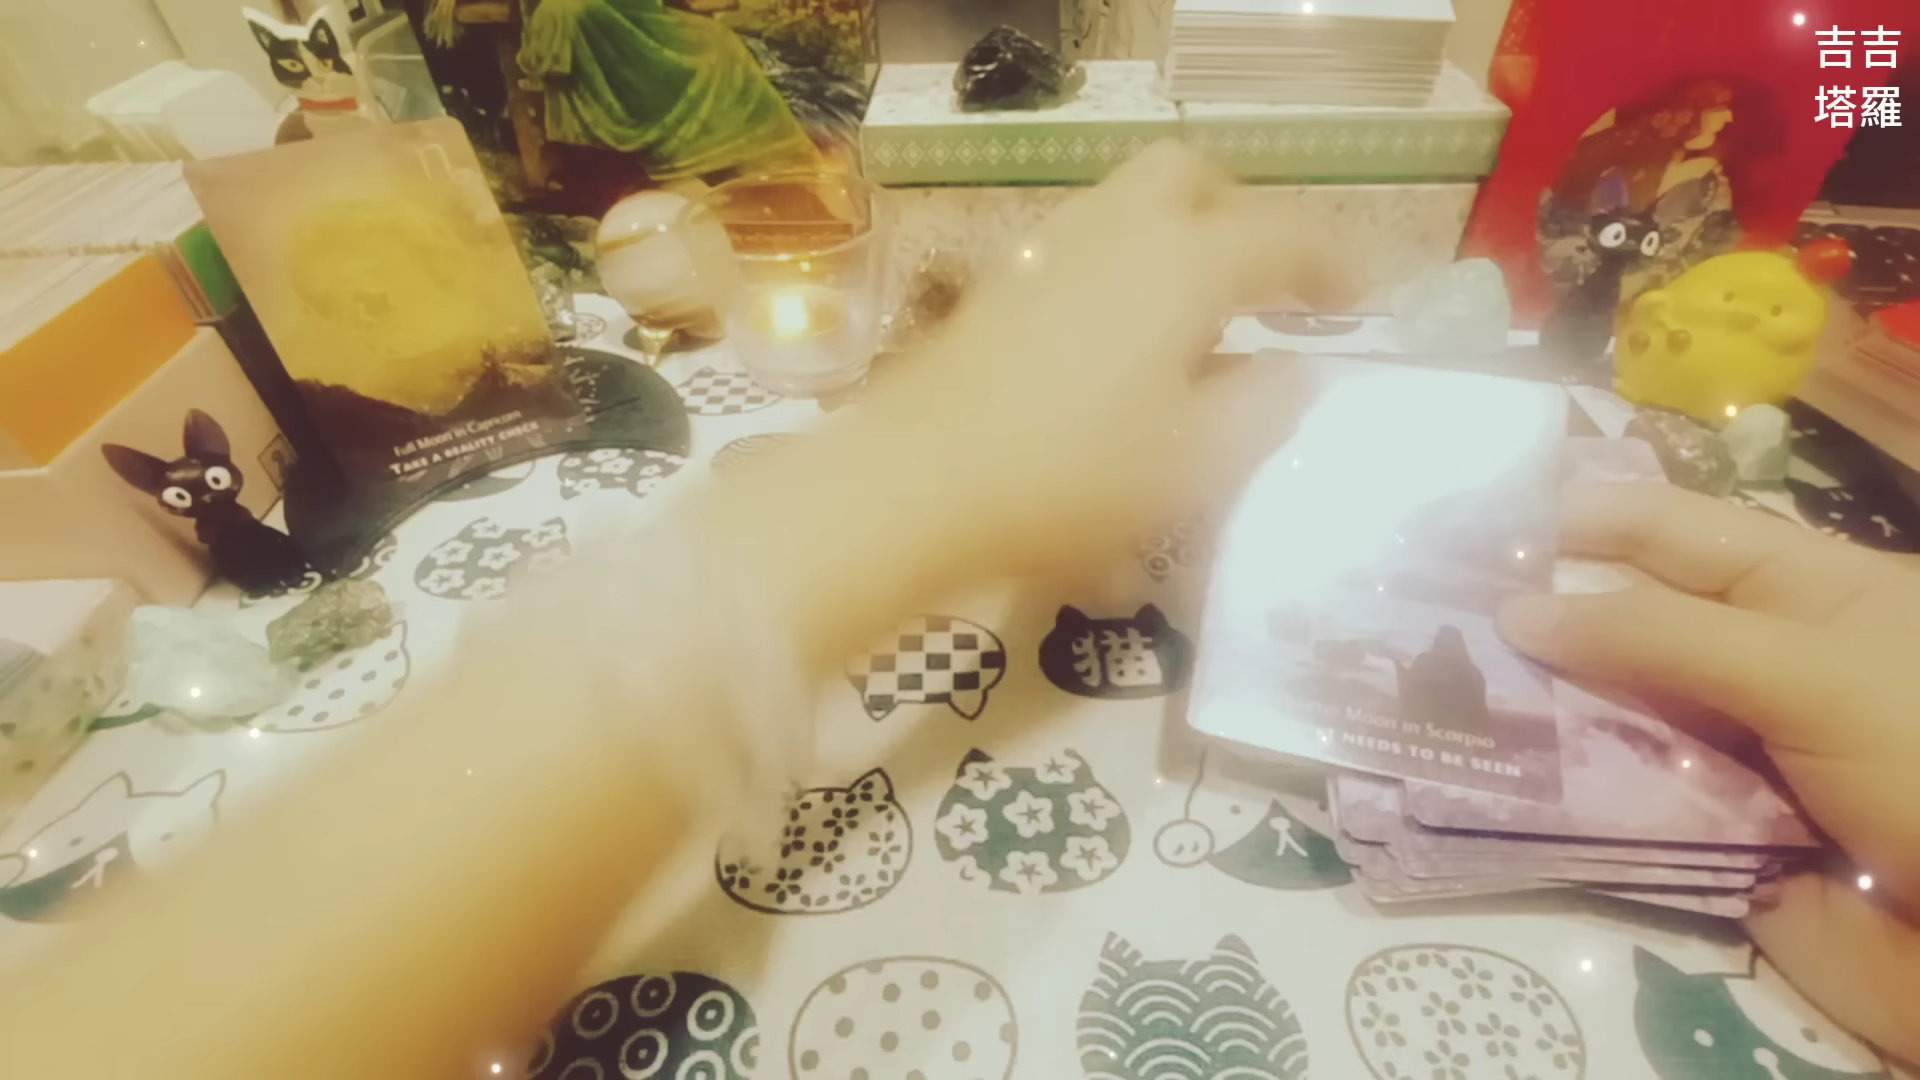 吉吉
塔羅
Full Moon in Capricorn
TAKE A REALITY CHECK
猫
Moon in Scorpio
NEEDS TO BE SEEN